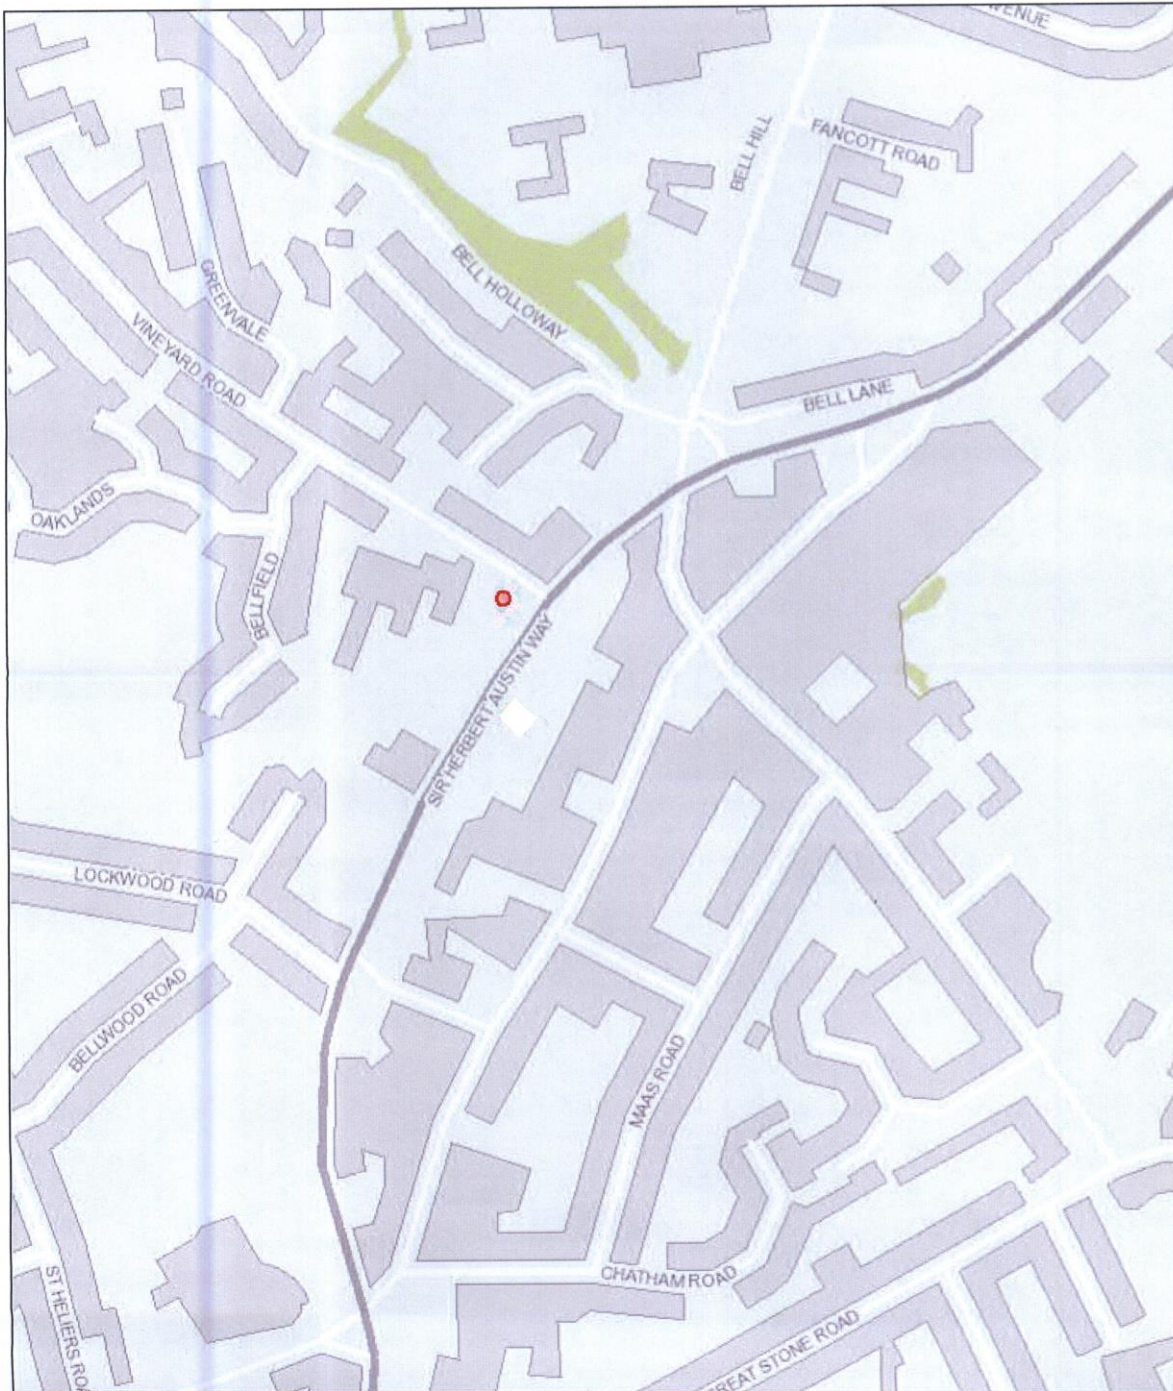 VENUE
FANCOTT ROAD
BELL HILL
BELL HOLLOWAY
GREENVALE
VINEYARD ROAD
BELL LANE
OAKLANDS
BELLFIELD
SIR HERBERT AUSTIN WAY
LOCKWOOD ROAD
BELLWOOD ROAD
MAAS ROAD
CHATHAM ROAD
ST HELIERS ROA
REAT STONE ROAD